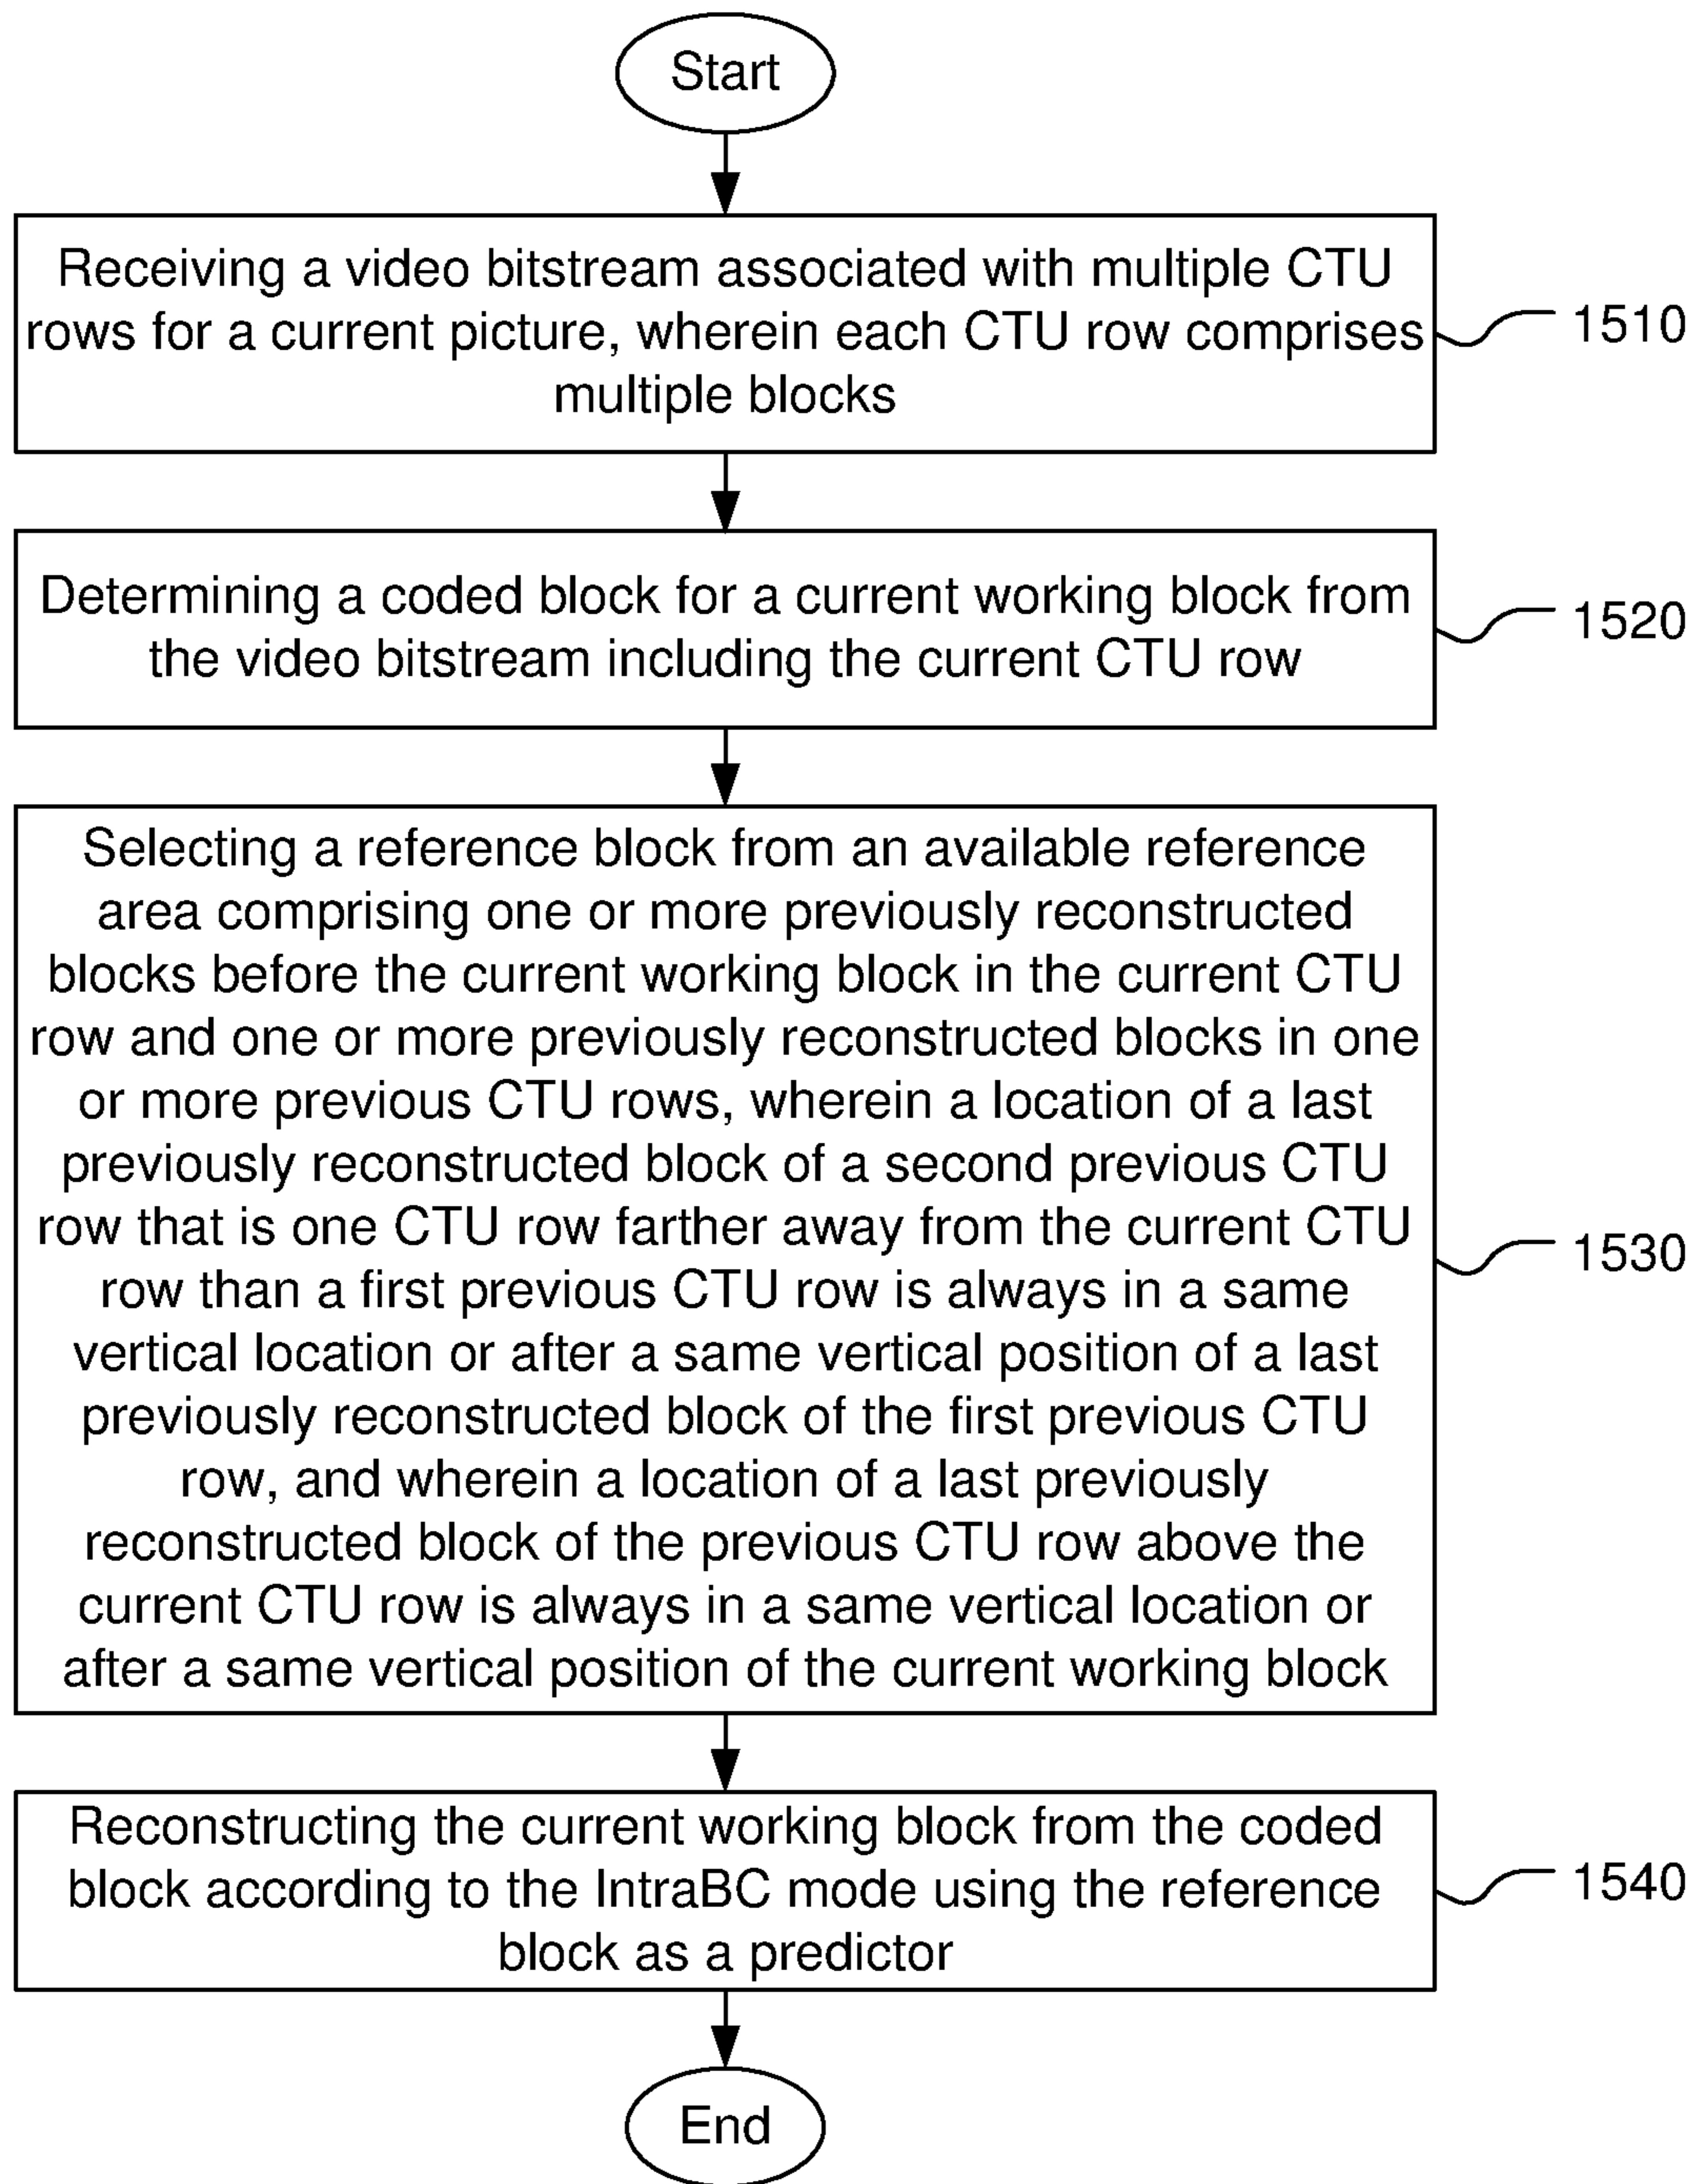 Start
Receiving a video bitstream associated with multiple CTU
rows for a current picture, wherein each CTU row comprises
multiple blocks
1510
Determining a coded block for a current working block from
the video bitstream including the current CTU row
1520
Selecting a reference block from an available reference
area comprising one or more previously reconstructed
blocks before the current working block in the current CTU
row and one or more previously reconstructed blocks in one
or more previous CTU rows, wherein a location of a last
previously reconstructed block of a second previous CTU
row that is one CTU row farther away from the current CTU
row than a first previous CTU row is always in a same
vertical location or after a same vertical position of a last
previously reconstructed block of the first previous CTU
row, and wherein a location of a last previously
reconstructed block of the previous CTU row above the
current CTU row is always in a same vertical location or
after a same vertical position of the current working block
1530
Reconstructing the current working block from the coded
block according to the IntraBC mode using the reference
block as a predictor
1540
End